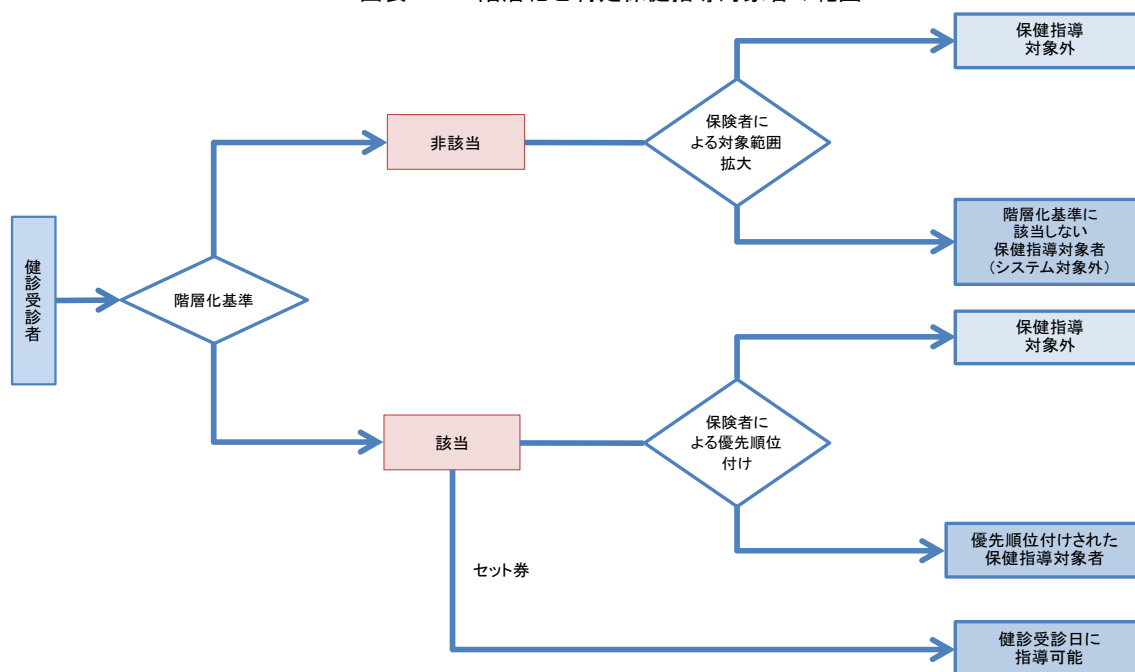 保健指導
対象外
非該当
保険者に
よる対象範囲
拡大
階層化基準に
該当しない
保健指導対象者
(システム対象外)
健診受診者
階層化基準
保健指導
対象外
該当
保険者に
よる優先順位
付け
優先順位付けされた
保健指導対象者
セット券
健診受診日に
指導可能